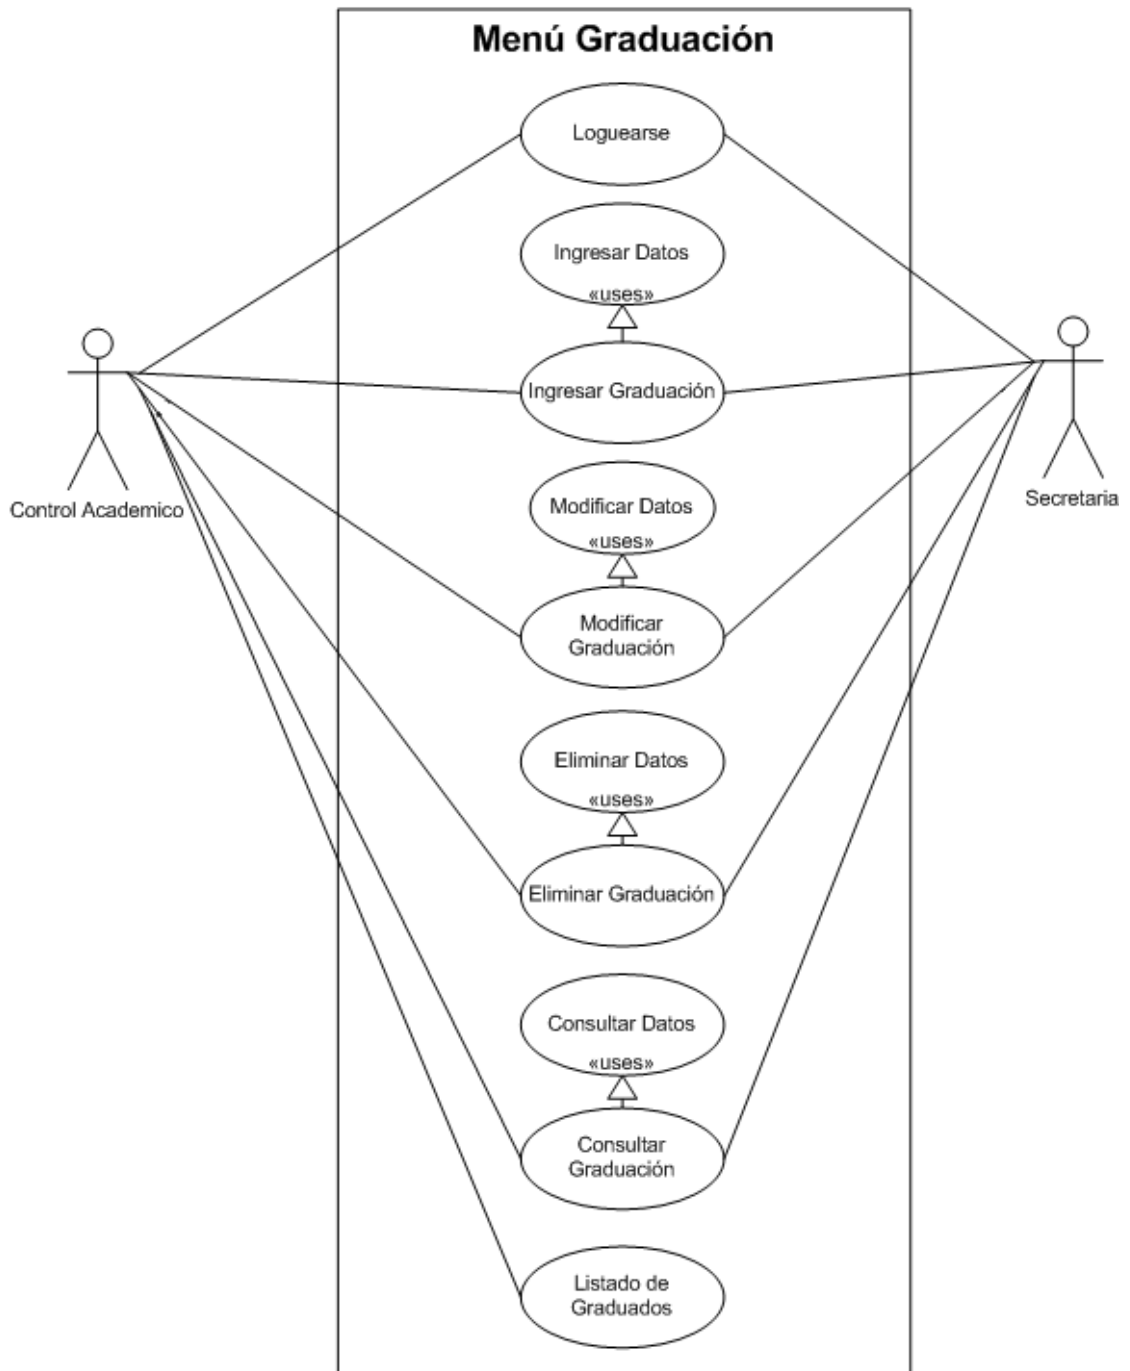 Menú Graduación
Loguearse
Ingresar Datos
«uses»
Ingresar Graduación
Control Academico
Secretaria
Modificar Datos
«uses»
Modificar
Graduación
Eliminar Datos
«uses»
Eliminar Graduación
Consultar Datos
«uses»
Consultar
Graduación
Listado de
Graduados